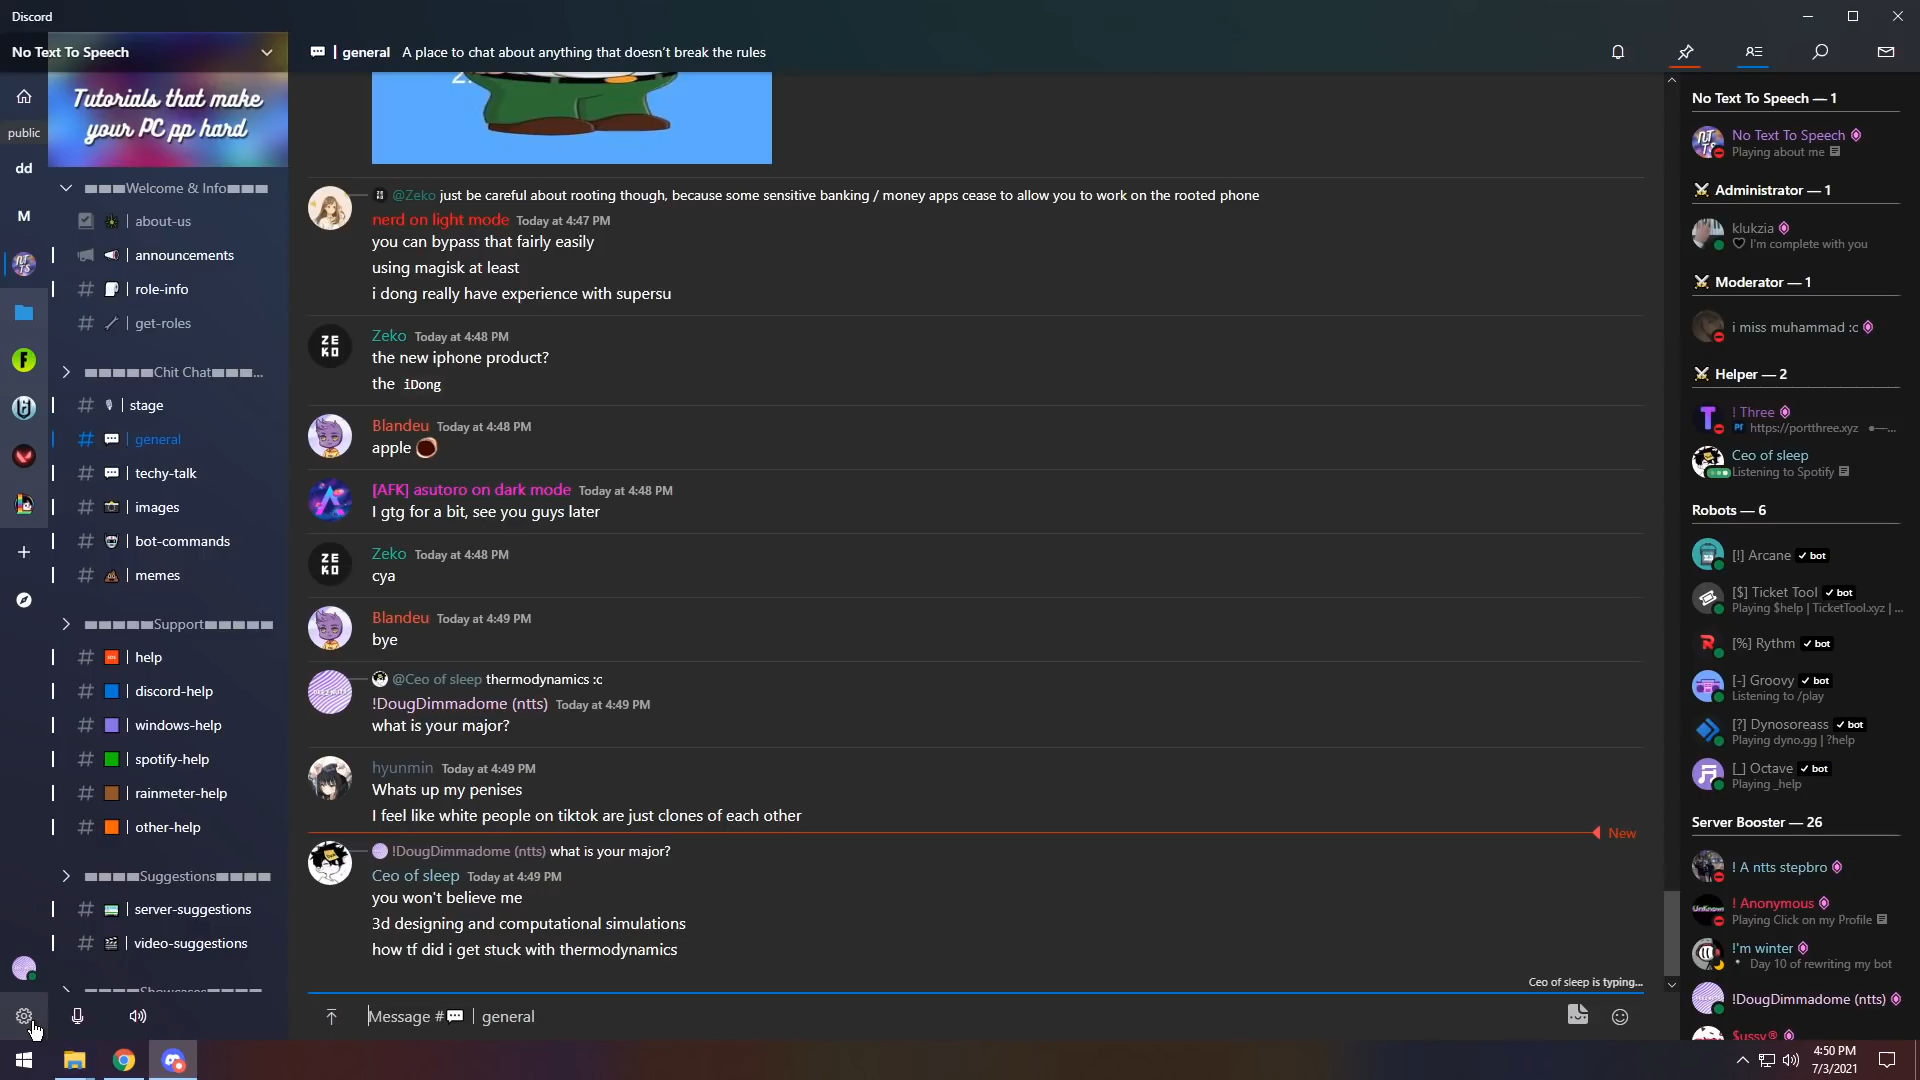 Discord
No Text To Speech
general A place to chat about anything that doesn't break the rules
public
dd
M
Tutorials that make
your PC pp hard
Welcome & Info
about-us
announcements
role-info
get-roles
Chit Chat...
stage
general
techy-talk
images
bot-commands
memes
Support
help
discord-help
windows-help
spotify-help
rainmeter-help
other-help
Suggestions
server-suggestions
video-suggestions
2.
@Zeko just be careful about rooting though, because some sensitive banking / money apps cease to allow you to work on the rooted phone
nerd on light mode Today at 4:47 PM
you can bypass that fairly easily
using magisk at least
i dong really have experience with supersu
ZE
KO
Zeko Today at 4:48 PM
the new iphone product?
the iDong
Blandeu Today at 4:48 PM
apple
[AFK] asutoro on dark mode Today at 4:48 PM
I gtg for a bit, see you guys later
ZE
KO
Zeko Today at 4:48 PM
cya
Blandeu Today at 4:49 PM
bye
@Ceo of sleep thermodynamics :c
!DougDimmadome (ntts) Today at 4:49 PM
what is your major?
hyunmin Today at 4:49 PM
Whats up my penises
I feel like white people on tiktok are just clones of each other
New
!DougDimmadome (ntts) what is your major?
Ceo of sleep Today at 4:49 PM
you won't believe me
3d designing and computational simulations
how tf did i get stuck with thermodynamics
Ceo of sleep is typing...
Message # | general
No Text To Speech — 1
No Text To Speech
Playing about me
Administrator — 1
klukzia
I'm complete with you
Moderator — 1
i miss muhammad :c
Helper — 2
! Three
https://portthree.xyz •—...
Ceo of sleep
Listening to Spotify
Robots — 6
[!] Arcane ✓ bot
[$] Ticket Tool ✓ bot
Playing $help | TicketTool.xyz | ...
[%] Rythm ✓ bot
[-] Groovy ✓ bot
Listening to /play
[?] Dynosoreass ✓ bot
Playing dyno.gg | ?help
[_] Octave ✓ bot
Playing _help
Server Booster — 26
! A ntts stepbro
! Anonymous
Playing Click on my Profile
!'m winter
Day 10 of rewriting my bot
!DougDimmadome (ntts)
$ussy®
4:50 PM
7/3/2021